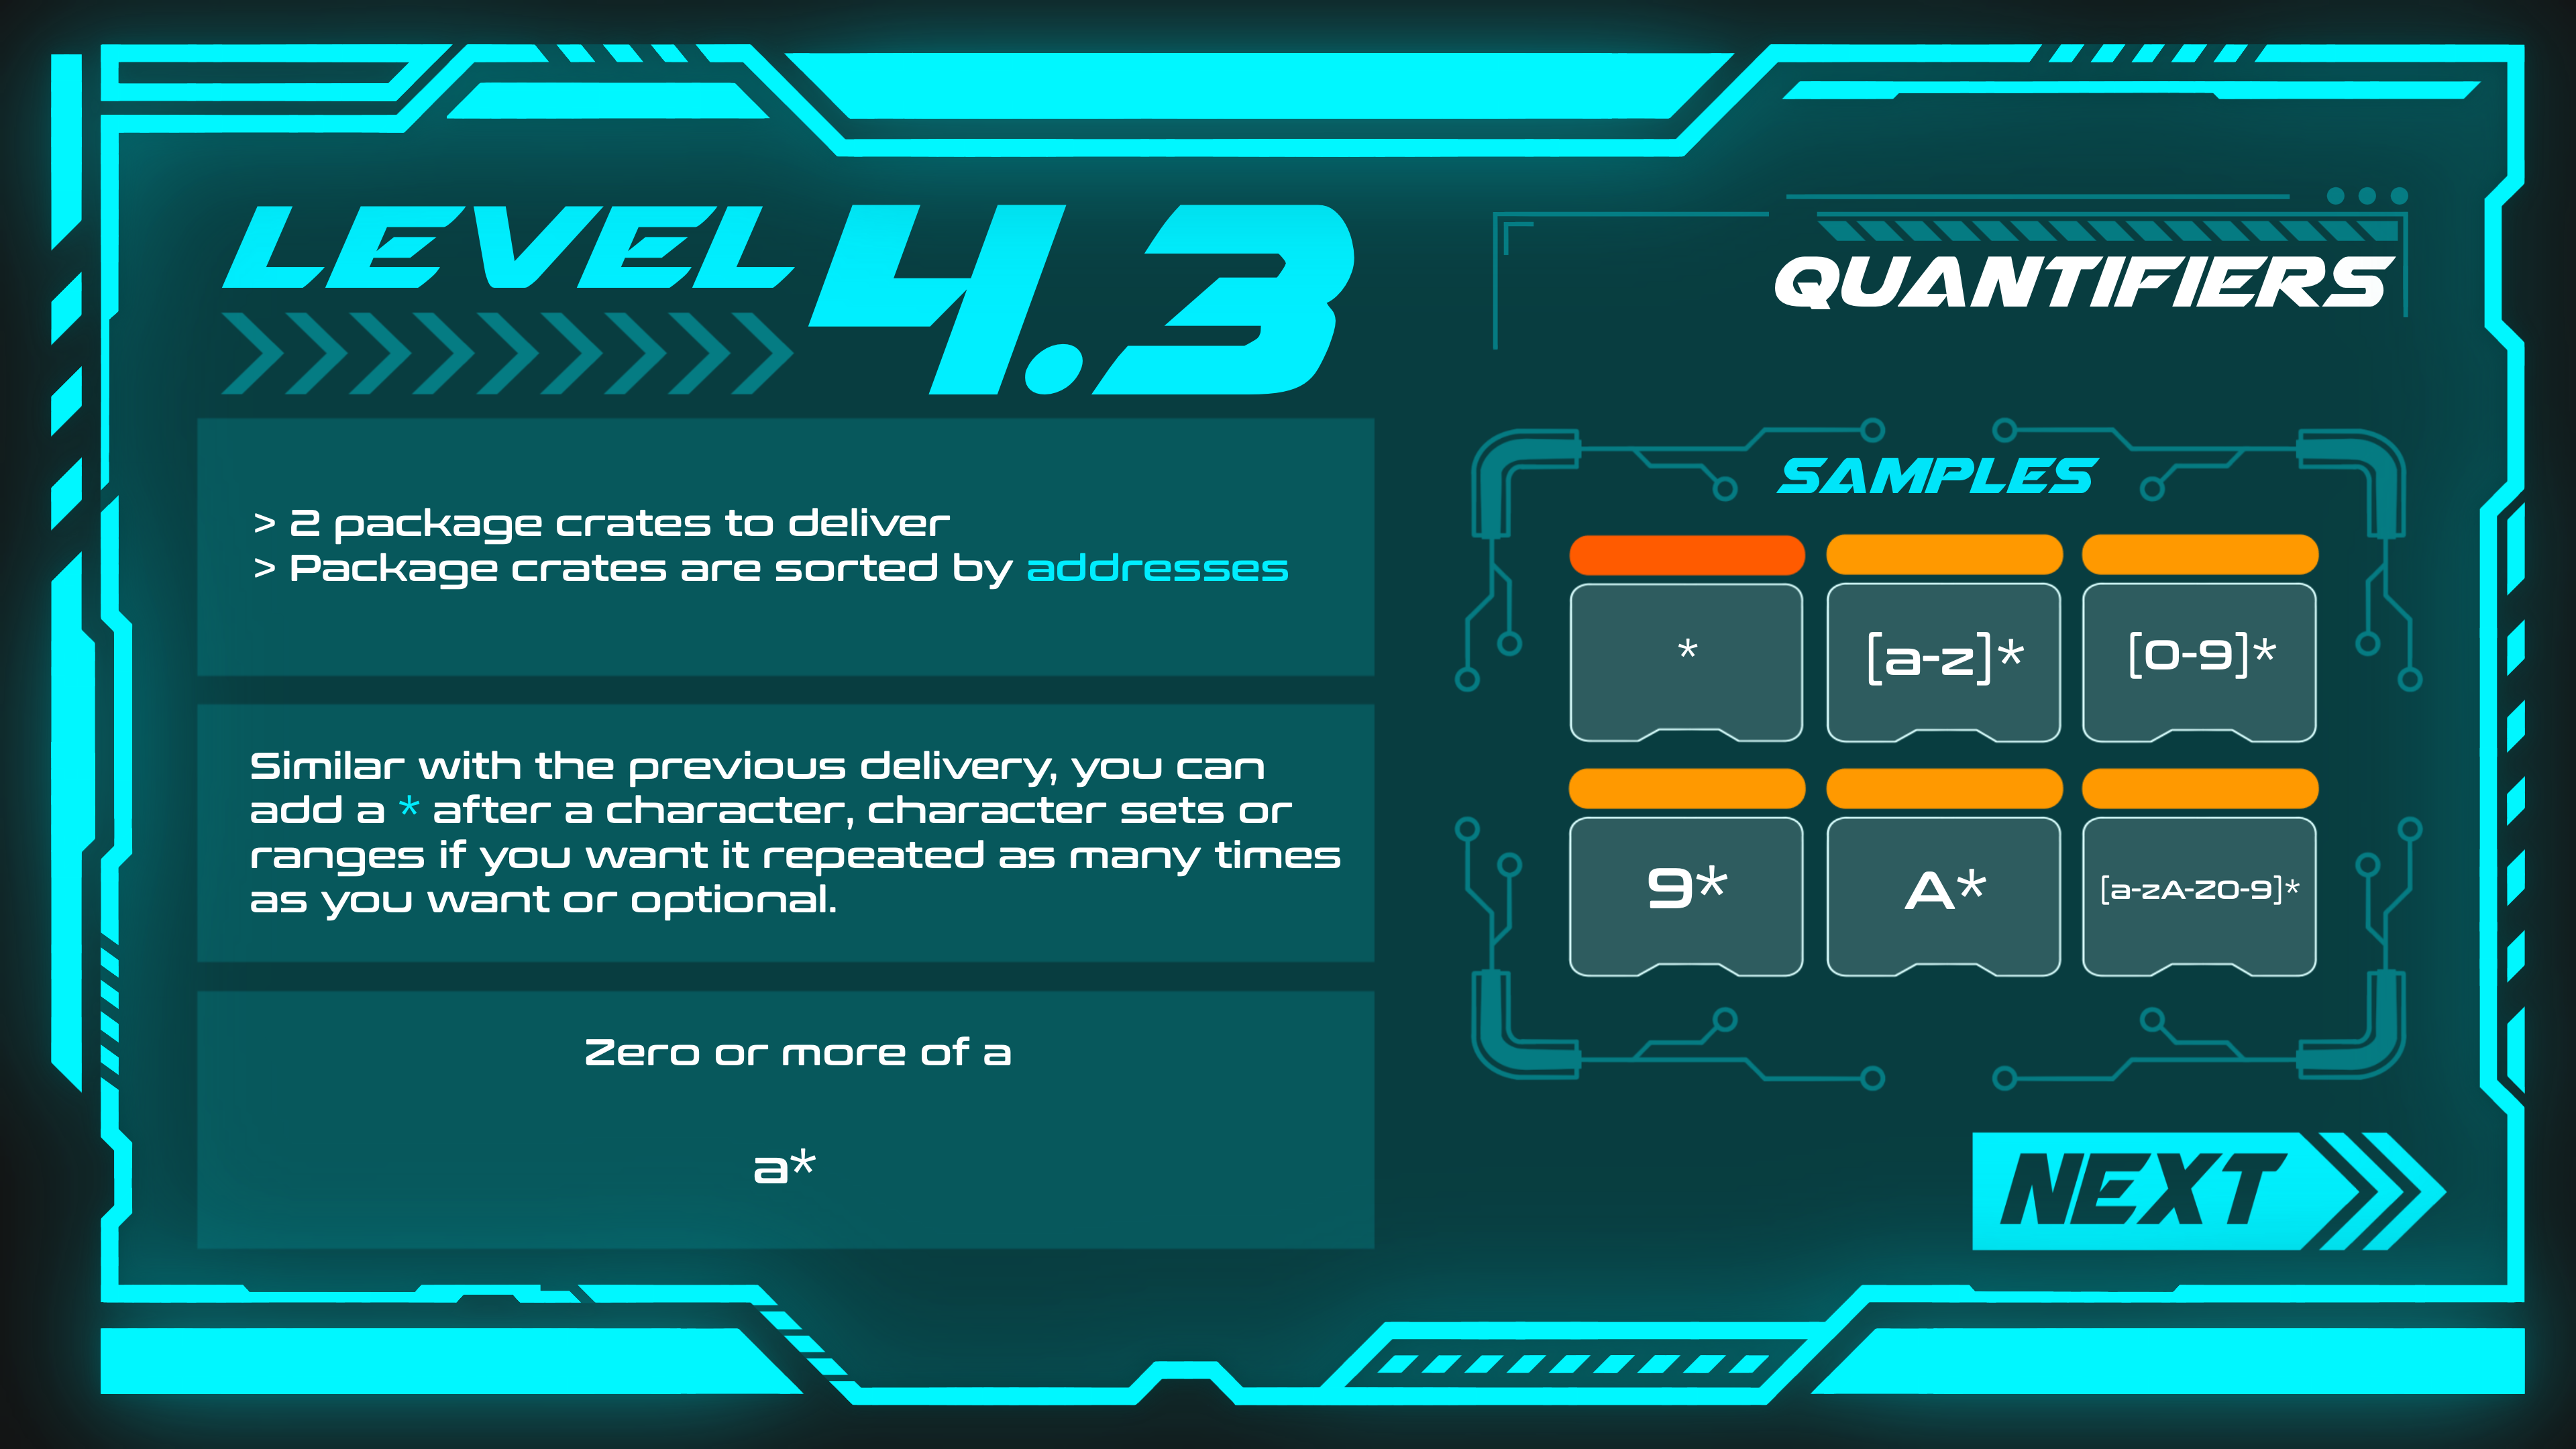 LEVEL 4.3
QUANTIFIERS
> 2 package crates to deliver
> Package crates are sorted by addresses
Similar with the previous delivery, you can
add a * after a character, character sets or
ranges if you want it repeated as many times
as you want or optional.
Zero or more of a
a*
SAMPLES
*
[a-z]*
[0-9]*
9*
A*
[a-zA-Z0-9]*
NEXT